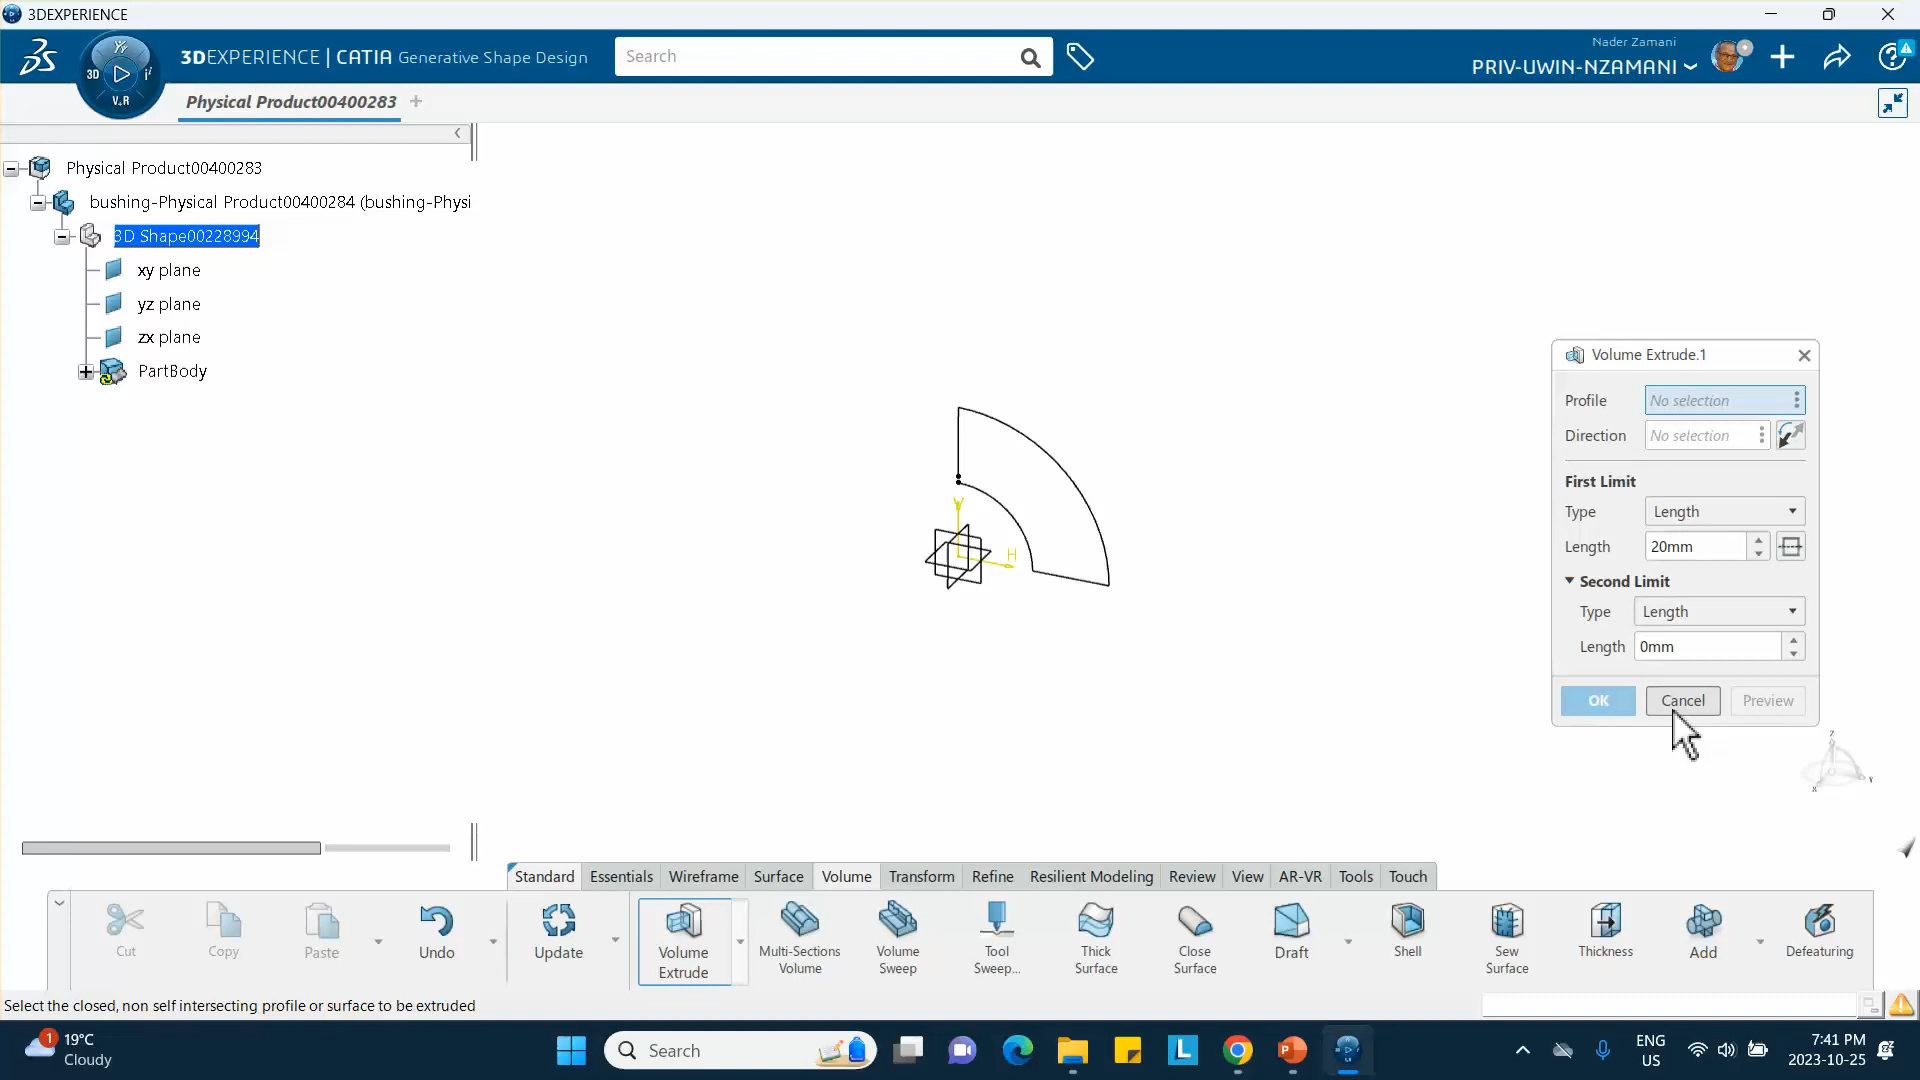 3DEXPERIENCE
3DEXPERIENCE | CATIA Generative Shape Design
Search
Nader Zamani
PRIV-UWIN-NZAMANI
3D
V.R
Physical Product00400283
Physical Product00400283
bushing-Physical Product00400284 (bushing-Physi
3D Shape00228994
xy plane
yz plane
zx plane
PartBody
V
H
Volume Extrude.1
Profile No selection
Direction No selection
First Limit
Type Length
Length 20mm
Second Limit
Type Length
Length 0mm
OK Cancel Preview
Standard Essentials Wireframe Surface Volume Transform Refine Resilient Modeling Review View AR-VR Tools Touch
Cut
Copy
Paste
Undo
Update
Volume
Extrude
Multi-Sections
Volume
Volume
Sweep
Tool
Sweep...
Thick
Surface
Close
Surface
Draft
Shell
Sew
Surface
Thickness
Add
Defeaturing
Select the closed, non self intersecting profile or surface to be extruded
1
19°C
Cloudy
Search
ENG
US
7:41 PM
2023-10-25